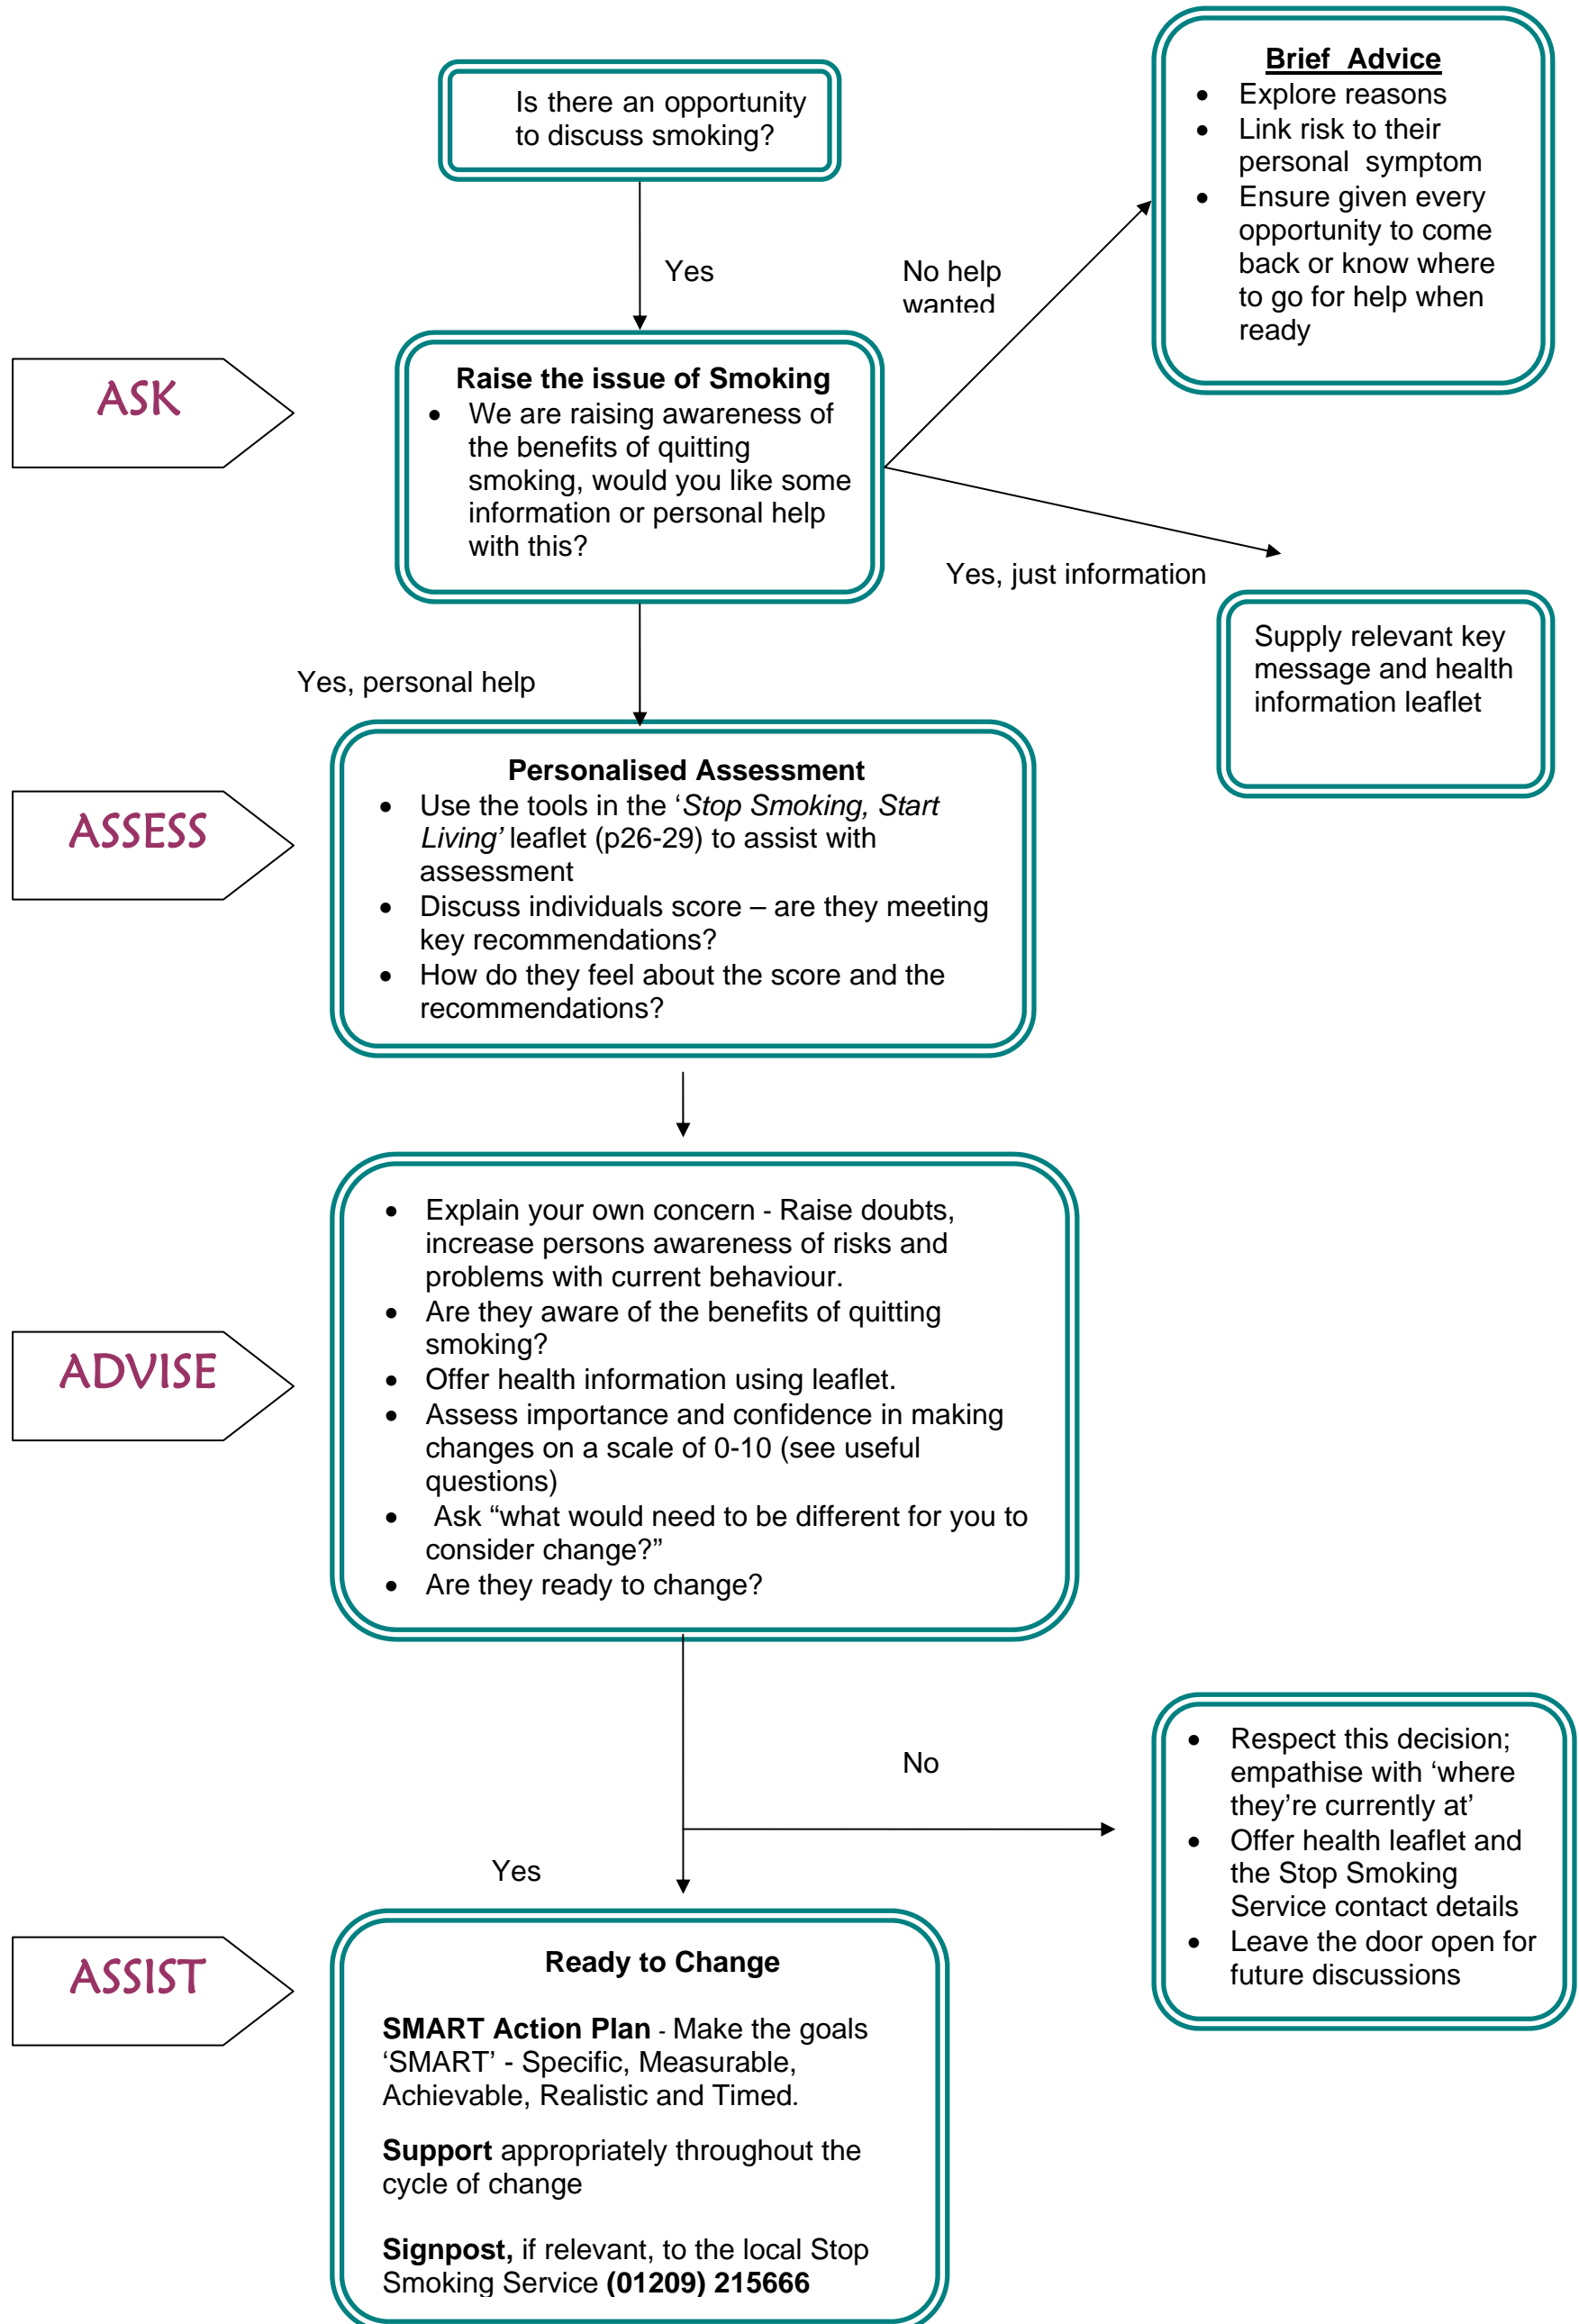 Is there an opportunity
to discuss smoking?
Yes
No help
wanted
Brief Advice
• Explore reasons
• Link risk to their
personal symptom
• Ensure given every
opportunity to come
back or know where
to go for help when
ready
ASK
Raise the issue of Smoking
• We are raising awareness of
the benefits of quitting
smoking, would you like some
information or personal help
with this?
Yes, just information
Supply relevant key
message and health
information leaflet
Yes, personal help
ASSESS
Personalised Assessment
• Use the tools in the ‘Stop Smoking, Start
Living’ leaflet (p26-29) to assist with
assessment
• Discuss individuals score – are they meeting
key recommendations?
• How do they feel about the score and the
recommendations?
ADVISE
• Explain your own concern - Raise doubts,
increase persons awareness of risks and
problems with current behaviour.
• Are they aware of the benefits of quitting
smoking?
• Offer health information using leaflet.
• Assess importance and confidence in making
changes on a scale of 0-10 (see useful
questions)
• Ask “what would need to be different for you to
consider change?”
• Are they ready to change?
No
• Respect this decision;
empathise with ‘where
they’re currently at’
• Offer health leaflet and
the Stop Smoking
Service contact details
• Leave the door open for
future discussions
Yes
ASSIST
Ready to Change
SMART Action Plan - Make the goals
‘SMART’ - Specific, Measurable,
Achievable, Realistic and Timed.
Support appropriately throughout the
cycle of change
Signpost, if relevant, to the local Stop
Smoking Service (01209) 215666